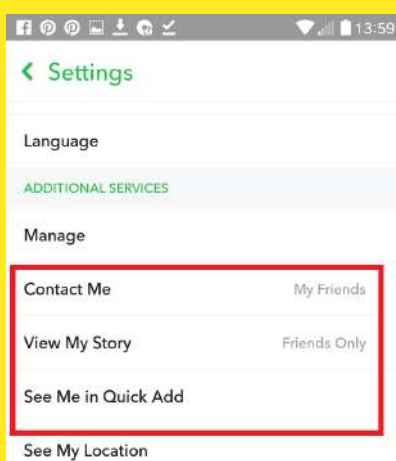 13:59
Settings
Language
ADDITIONAL SERVICES
Manage
Contact Me My Friends
View My Story Friends Only
See Me in Quick Add
See My Location